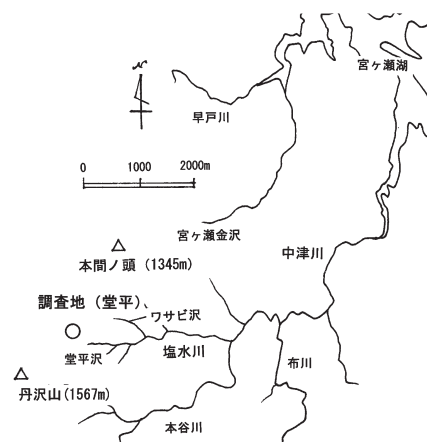 宮ヶ瀬湖
N
早戸川
0 1000 2000m
宮ヶ瀬金沢
中津川
本間ノ頭 (1345m)
調査地 (堂平)
ワサビ沢
堂平沢
塩水川
布川
丹沢山(1567m)
本谷川